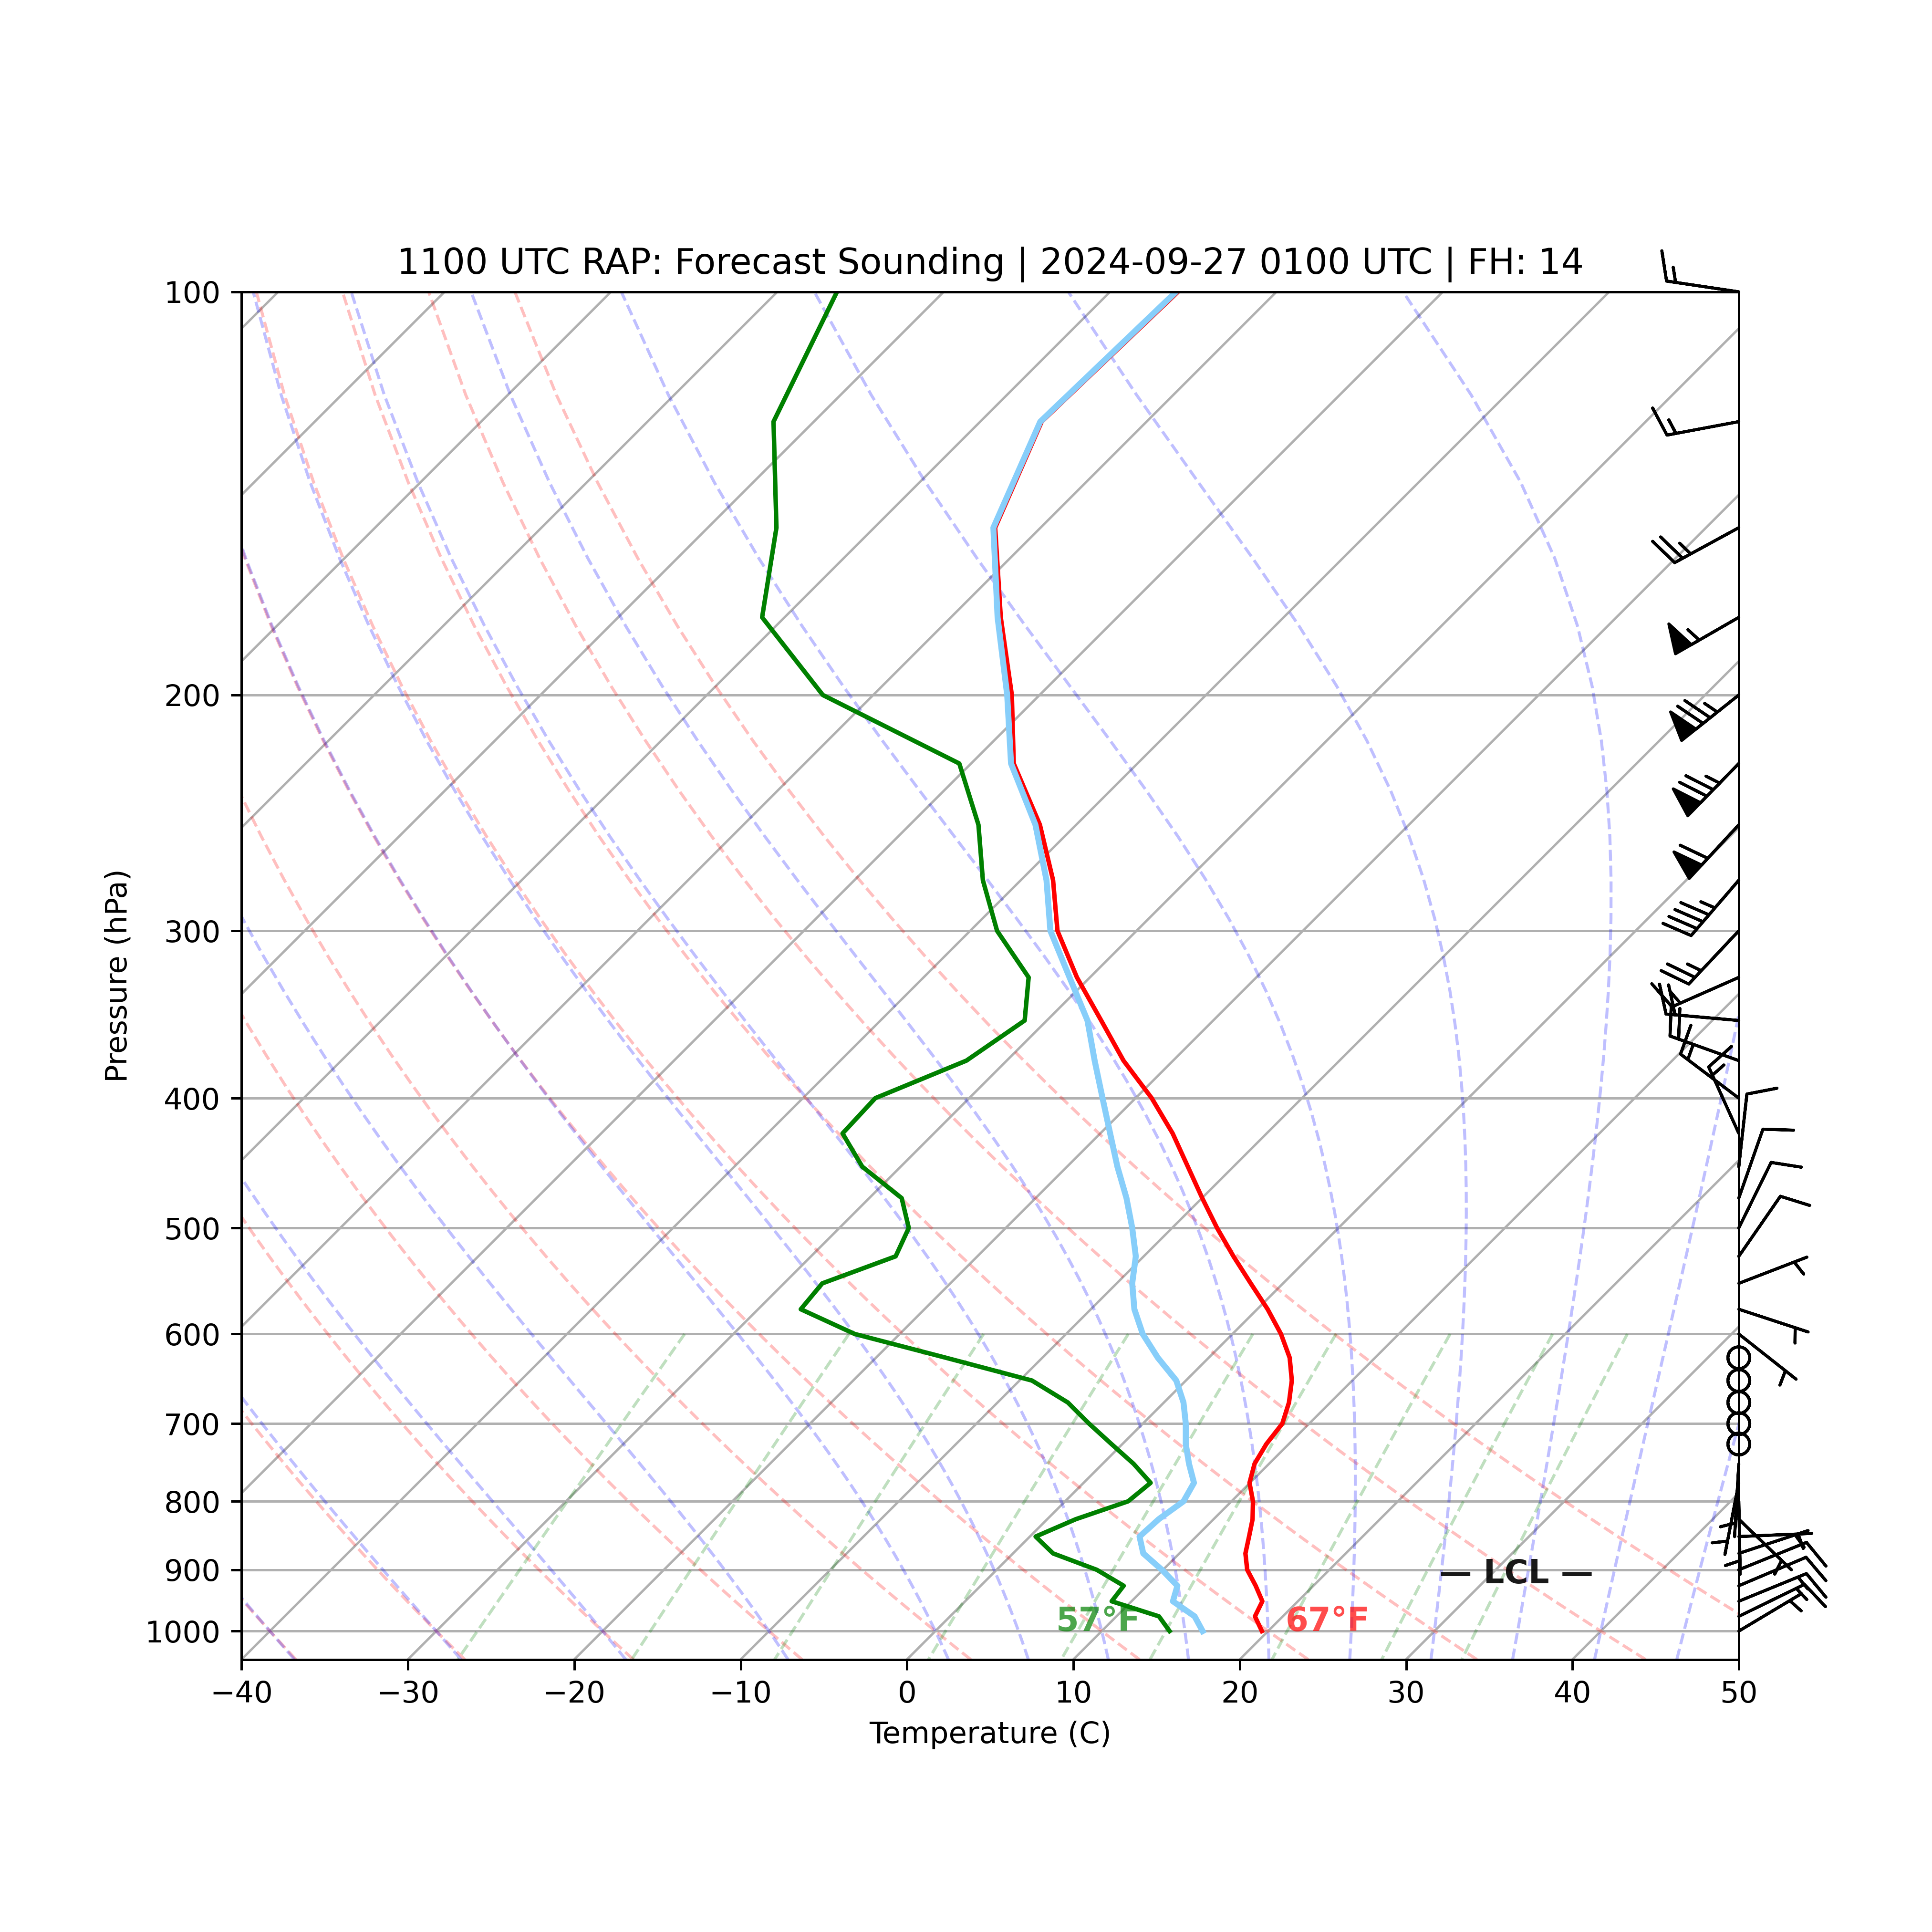 1100 UTC RAP: Forecast Sounding | 2024-09-27 0100 UTC | FH: 14
100
200
300
400
500
600
700
800
900
1000
Pressure (hPa)
— LCL —
57°F 67°F
−40 −30 −20 −10 0 10 20 30 40 50
Temperature (C)